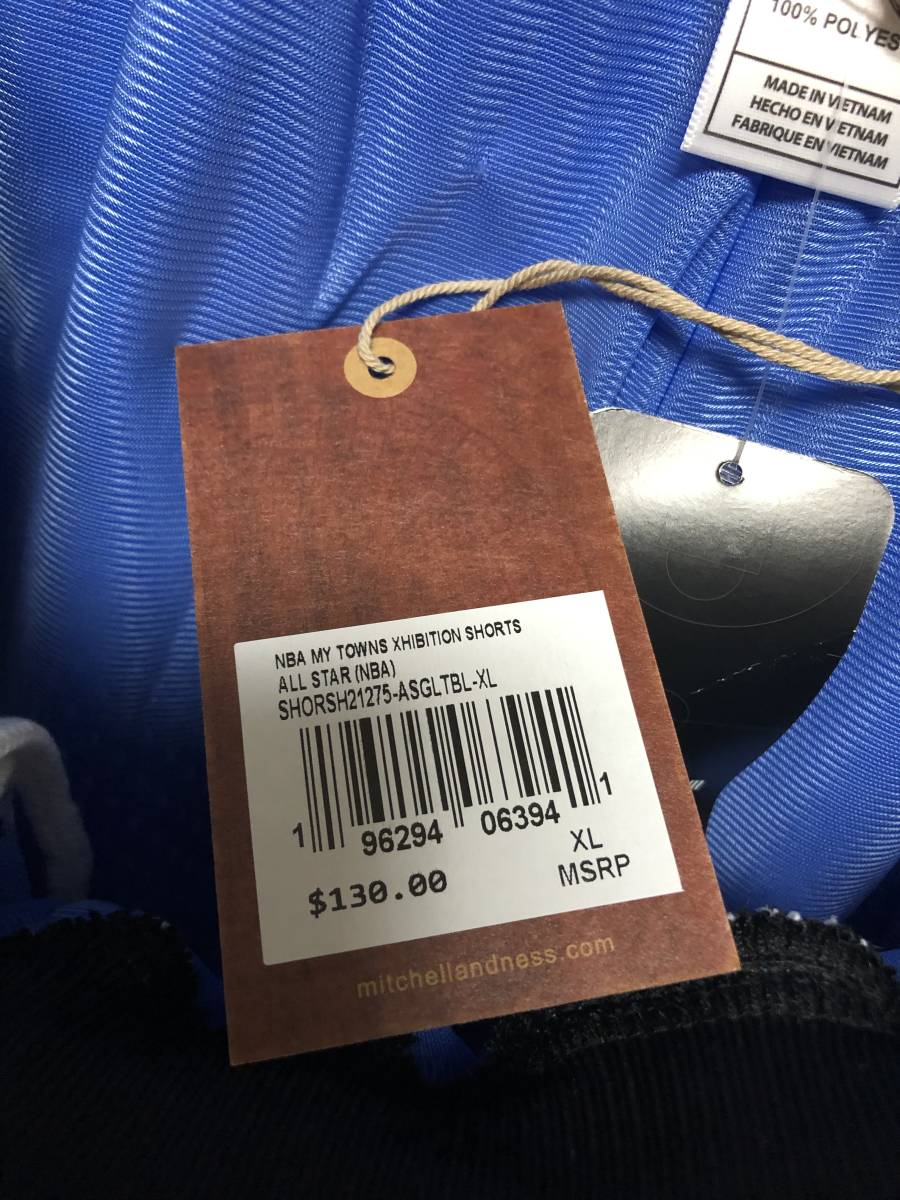 100% POLYES
MADE IN VIETNAM
HECHO EN VIETNAM
FABRIQUE EN VIETNAM
NBA MY TOWNS XHIBITION SHORTS
ALL STAR (NBA)
SHORSH21275-ASGLTBL-XL
1 96294 06394 1
XL
$130.00 MSRP
mitchellandness.com